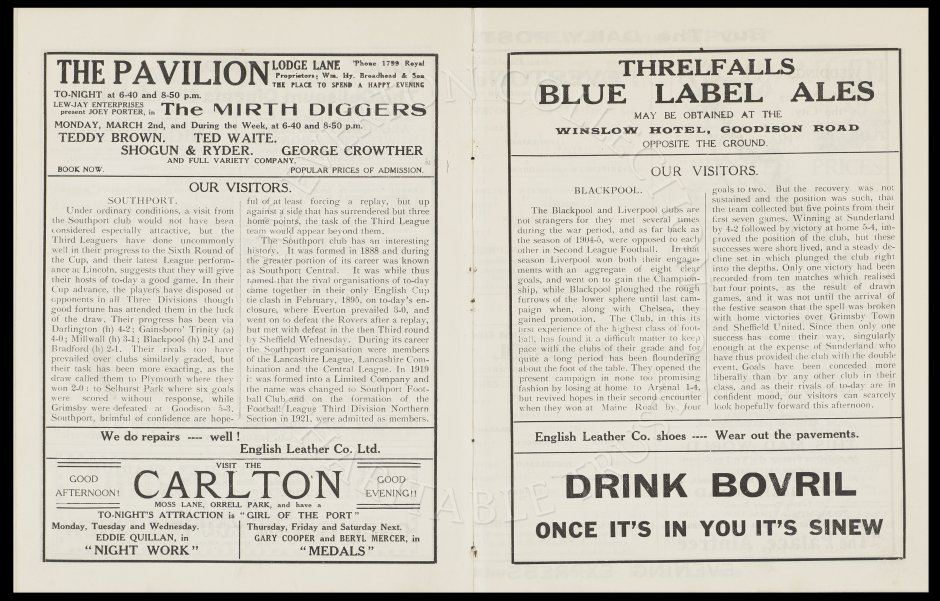 THE PAVILION
LODGE LANE 'Phone 1799 Royal
Proprietors; Wm. Hy. Broadhead & Son
THE PLACE TO SPEND A HAPPY EVENING
TO-NIGHT at 6-40 and 8-50 p.m.
LEW-JAY ENTERPRISES
present JOEY PORTER, in The MIRTH DIGGERS
MONDAY, MARCH 2nd, and During the Week, at 6-40 and 8-50 p.m.
TEDDY BROWN. TED WAITE.
SHOGUN & RYDER. GEORGE CROWTHER
AND FULL VARIETY COMPANY.
BOOK NOW. POPULAR PRICES OF ADMISSION.
OUR VISITORS.
SOUTHPORT.
Under ordinary conditions, a visit from
the Southport club would not have been
considered especially attractive, but the
Third Leaguers have done uncommonly
well in their progress to the Sixth Round of
the Cup, and their latest League perform-
ance at Lincoln, suggests that they will give
their hosts of to-day a good game. In their
Cup advance, the players have disposed of
opponents in all Three Divisions though
good fortune has attended them in the luck
of the draw. Their progress has been via
Darlington (h) 4-2; Gainsboro' Trinity (a)
4-0; Millwall (h) 3-1; Blackpool (h) 2-1 and
Bradford (h) 2-1. Their rivals too have
prevailed over clubs similarly graded, but
their task has been more exacting, as the
draw called them to Plymouth where they
won 2-0: to Selhurst Park where six goals
were scored without response, while
Grimsby were defeated at Goodison 5-3.
Southport, brimful of confidence are hope-
ful of at least forcing a replay, but up
against a side that has surrendered but three
home points, the task of the Third League
team would appear beyond them.
The Southport club has an interesting
history. It was formed in 1888 and during
the greater portion of its career was known
as Southport Central. It was while thus
named that the rival organisations of to-day
came together in their only English Cup
tie clash in February, 1895, on to-day's en-
closure, where Everton prevailed 3-0, and
went on to defeat the Rovers after a replay,
but met with defeat in the then Third round
by Sheffield Wednesday. During its career
the Southport organisation were members
of the Lancashire League, Lancashire Com-
bination and the Central League. In 1919
it was formed into a Limited Company and
the name was changed to Southport Foot-
ball Club and on the formation of the
Football League Third Division Northern
Section in 1921, were admitted as members.
We do repairs ---- well!
English Leather Co. Ltd.
GOOD
AFTERNOON!
VISIT THE
CARLTON
GOOD
EVENING!!
MOSS LANE, ORRELL PARK, and have a
TO-NIGHT'S ATTRACTION is "GIRL OF THE PORT"
Monday, Tuesday and Wednesday.
EDDIE QUILLAN, in
"NIGHT WORK"
Thursday, Friday and Saturday Next.
GARY COOPER and BERYL MERCER, in
"MEDALS"
THRELFALLS
BLUE LABEL ALES
MAY BE OBTAINED AT THE
WINSLOW HOTEL, GOODISON ROAD
OPPOSITE THE GROUND.
OUR VISITORS.
BLACKPOOL.
The Blackpool and Liverpool clubs are
not strangers for they met several times
during the war period, and as far back as
the season of 1904-5, were opposed to each
other in Second League Football. In that
season Liverpool won both their engage-
ments with an aggregate of eight clear
goals, and went on to gain the Champion-
ship, while Blackpool ploughed the rough
furrows of the lower sphere until last cam-
paign when, along with Chelsea, they
gained promotion. The Club, in this its
first experience of the highest class of foot-
ball, has found it a difficult matter to keep
pace with the clubs of their grade and for
quite a long period has been floundering
about the foot of the table. They opened the
present campaign in none too promising
fashion by losing at home to Arsenal 1-4,
but revived hopes in their second encounter
when they won at Maine Road by four
goals to two. But the recovery was not
sustained and the position was such, that
the team collected but five points from their
first seven games. Winning at Sunderland
by 4-2 followed by victory at home 5-4, im-
proved the position of the club, but these
successes were short lived, and a steady de-
cline set in which plunged the club right
into the depths. Only one victory had been
recorded from ten matches which realised
but four points, as the result of drawn
games, and it was not until the arrival of
the festive season that the spell was broken
with home victories over Grimsby Town
and Sheffield United. Since then only one
success has come their way, singularly
enough at the expense of Sunderland who
have thus provided the club with the double
event. Goals have been conceded more
liberally than by any other club in their
class, and as their rivals of to-day are in
confident mood, our visitors can scarcely
look hopefully forward this afternoon.
English Leather Co. shoes ---- Wear out the pavements.
DRINK BOVRIL
ONCE IT'S IN YOU IT'S SINEW